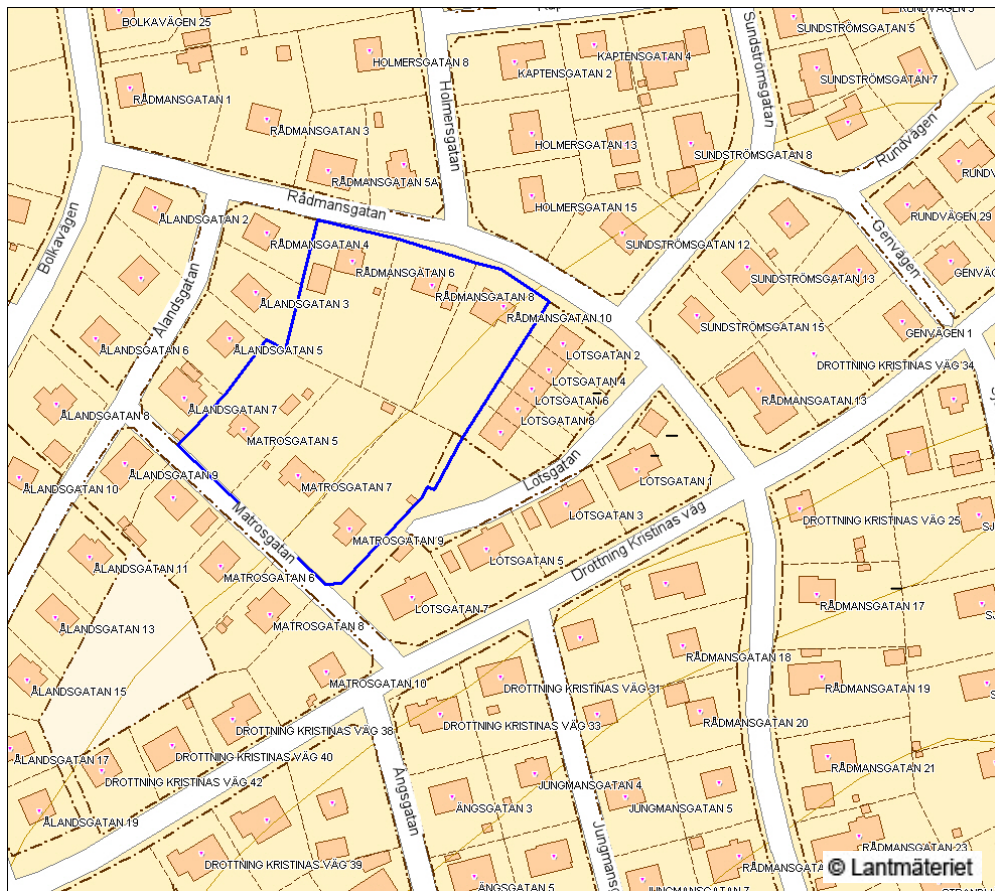 BOLKAVÄGEN 25
SUNDSTRÖMSGATAN 5
HOLMERSGATAN 8
KAPTENSGATAN 4
KAPTENSGATAN 2
SUNDSTRÖMSGATAN 7
RÅDMANSGATAN 1
Sundströmsgatan
Holmersgatan
RÅDMANSGATAN 3
HOLMERSGATAN 13
SUNDSTRÖMSGATAN 8
Rundvägen
RÅDMANSGATAN 5A
Rådmansgatan
HOLMERSGATAN 15
RUNDVÄGEN 29
ÅLANDSGATAN 2
Bolkavägen
RÅDMANSGATAN 4
SUNDSTRÖMSGATAN 12
Genvägen
RÅDMANSGATAN 6
SUNDSTRÖMSGATAN 13
Ålandsgatan
ÅLANDSGATAN 3
RÅDMANSGATAN 8
RÅDMANSGATAN 10
SUNDSTRÖMSGATAN 15
GENVÄGEN 1
ÅLANDSGATAN 6
ÅLANDSGATAN 5
LOTSGATAN 2
DROTTNING KRISTINAS VÄG 34
LOTSGATAN 4
LOTSGATAN 6
RÅDMANSGATAN 13
ÅLANDSGATAN 8
ÅLANDSGATAN 7
LOTSGATAN 8
MATROSGATAN 5
Lotsgatan
ÅLANDSGATAN 9
ÅLANDSGATAN 10
MATROSGATAN 7
LOTSGATAN 1
LOTSGATAN 3
DROTTNING KRISTINAS VÄG 25
Matrosgatan
MATROSGATAN 9
Drottning Kristinas väg
LOTSGATAN 5
ÅLANDSGATAN 11
MATROSGATAN 6
LOTSGATAN 7
RÅDMANSGATAN 17
ÅLANDSGATAN 13
MATROSGATAN 8
RÅDMANSGATAN 18
ÅLANDSGATAN 15
MATROSGATAN 10
DROTTNING KRISTINAS VÄG 31
RÅDMANSGATAN 19
DROTTNING KRISTINAS VÄG 33
RÅDMANSGATAN 20
DROTTNING KRISTINAS VÄG 38
DROTTNING KRISTINAS VÄG 40
ÅLANDSGATAN 17
RÅDMANSGATAN 21
DROTTNING KRISTINAS VÄG 42
JUNGMANSGATAN 4
Ängsgatan
ÄNGSGATAN 3
JUNGMANSGATAN 5
ÅLANDSGATAN 19
Jungmans
RÅDMANSGATAN 23
DROTTNING KRISTINAS VÄG 39
ÄNGSGATAN 5
JUNGMANSGATAN 7
© Lantmäteriet